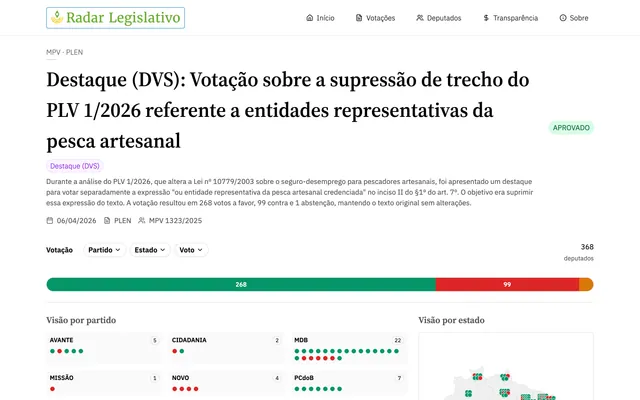 Radar Legislativo
Início
Votações
Deputados
Transparência
Sobre
MPV · PLEN
Destaque (DVS): Votação sobre a supressão de trecho do
PLV 1/2026 referente a entidades representativas da
pesca artesanal
APROVADO
Destaque (DVS)
Durante a análise do PLV 1/2026, que altera a Lei nº 10779/2003 sobre o seguro-desemprego para pescadores artesanais, foi apresentado um destaque
para votar separadamente a expressão "ou entidade representativa da pesca artesanal credenciada" no inciso II do §1º do art. 7º. O objetivo era suprimir
essa expressão do texto. A votação resultou em 268 votos a favor, 99 contra e 1 abstenção, mantendo o texto original sem alterações.
06/04/2026
PLEN
MPV 1323/2025
Votação
Partido
Estado
Voto
368
deputados
268
99
Visão por partido
Visão por estado
AVANTE
5
CIDADANIA
2
MDB
22
MISSÃO
1
NOVO
4
PCdoB
7